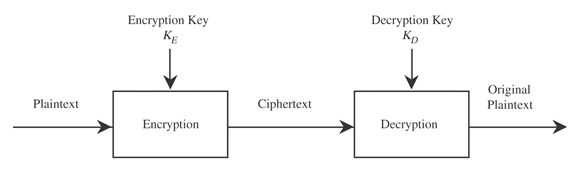 Encryption Key
K_E
Decryption Key
K_D
Plaintext
Encryption
Ciphertext
Decryption
Original
Plaintext